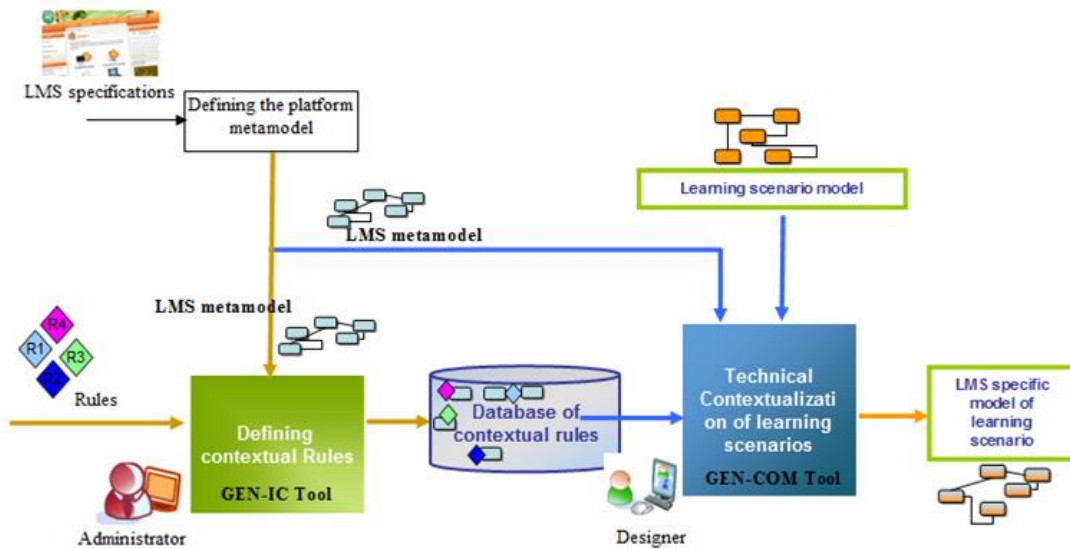 LMS specifications
Defining the platform
metamodel
Learning scenario model
LMS metamodel
LMS metamodel
R4
R1
R3
Rules
Defining
contextual Rules
GEN-IC Tool
Database of
contextual rules
Technical
Contextualizati
on of learning
scenarios
GEN-COM Tool
LMS specific
model of
learning
scenario
Administrator
Designer